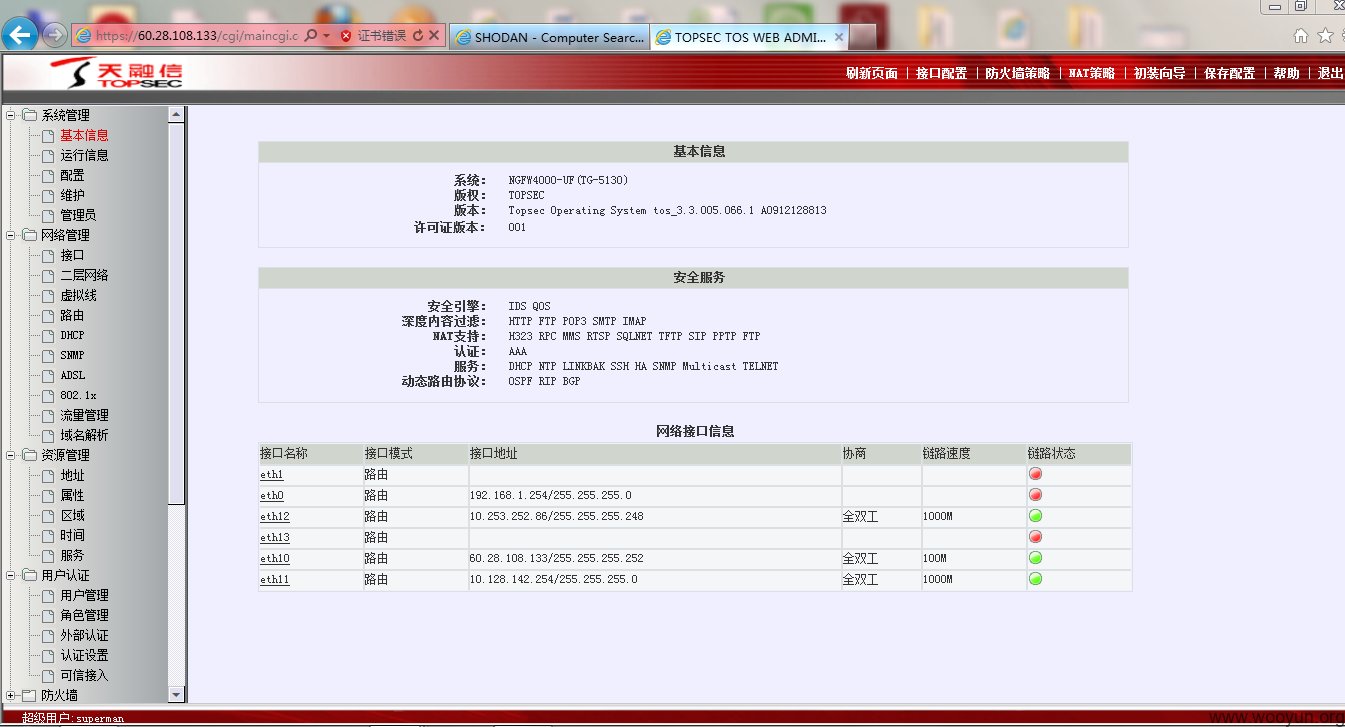 https://60.28.108.133/cgi/maincgi.c
证书错误
SHODAN - Computer Searc...
TOPSEC TOS WEB ADMI...
天融信
TOPSEC
刷新页面 | 接口配置 | 防火墙策略 | NAT策略 | 初装向导 | 保存配置 | 帮助 | 退出
系统管理
基本信息
运行信息
配置
维护
管理员
网络管理
接口
二层网络
虚拟线
路由
DHCP
SNMP
ADSL
802.1x
流量管理
域名解析
资源管理
地址
属性
区域
时间
服务
用户认证
用户管理
角色管理
外部认证
认证设置
可信接入
防火墙
基本信息
系统： NGFW4000-UF(TG-5130)
版权： TOPSEC
版本： Topsec Operating System tos_3.3.005.066.1 A0912128813
许可证版本： 001
安全服务
安全引擎： IDS QOS
深度内容过滤： HTTP FTP POP3 SMTP IMAP
NAT支持： H323 RPC MMS RTSP SQLNET TFTP SIP PPTP FTP
认证： AAA
服务： DHCP NTP LINKBAK SSH HA SNMP Multicast TELNET
动态路由协议： OSPF RIP BGP
网络接口信息
接口名称 接口模式 接口地址 协商 链路速度 链路状态
eth1 路由
eth0 路由 192.168.1.254/255.255.255.0
eth12 路由 10.253.252.86/255.255.255.248 全双工 1000M
eth13 路由
eth10 路由 60.28.108.133/255.255.255.252 全双工 100M
eth11 路由 10.128.142.254/255.255.255.0 全双工 1000M
超级用户:superman
www.wooyun.org